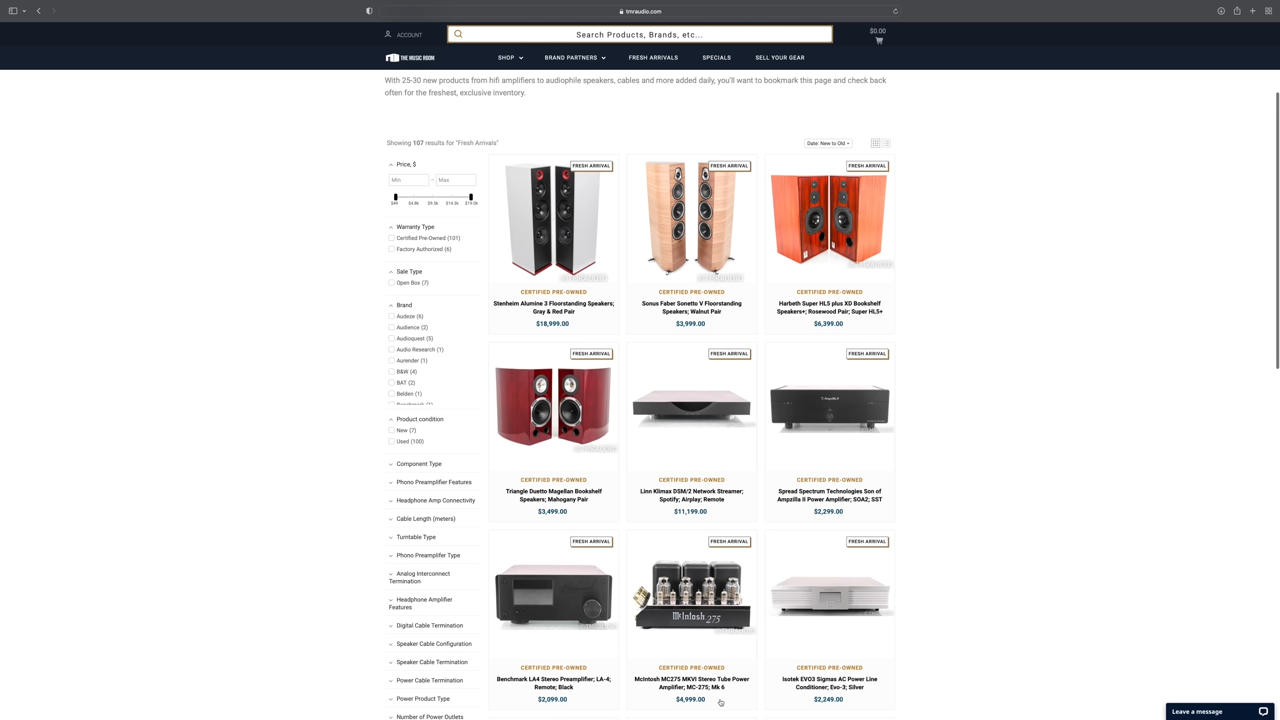 tmraudio.com
ACCOUNT
Search Products, Brands, etc...
$0.00
THE MUSIC ROOM
SHOP
BRAND PARTNERS
FRESH ARRIVALS
SPECIALS
SELL YOUR GEAR
With 25-30 new products from hifi amplifiers to audiophile speakers, cables and more added daily, you'll want to bookmark this page and check back
often for the freshest, exclusive inventory.
Showing 107 results for "Fresh Arrivals"
Date: New to Old
Price, $
Min
Max
$49 $4.8k $9.5k $14.3k $19.0k
Warranty Type
Certified Pre-Owned (101)
Factory Authorized (6)
Sale Type
Open Box (7)
Brand
Audeze (6)
Audience (2)
Audioquest (5)
Audio Research (1)
Aurender (1)
B&W (4)
BAT (2)
Belden (1)
Product condition
New (7)
Used (100)
Component Type
Phono Preamplifier Features
Headphone Amp Connectivity
Cable Length (meters)
Turntable Type
Phono Preamplifer Type
Analog Interconnect
Termination
Headphone Amplifier
Features
Digital Cable Termination
Speaker Cable Configuration
Speaker Cable Termination
Power Cable Termination
Power Product Type
Number of Power Outlets
FRESH ARRIVAL
CERTIFIED PRE-OWNED
Stenheim Alumine 3 Floorstanding Speakers;
Gray & Red Pair
$18,999.00
FRESH ARRIVAL
CERTIFIED PRE-OWNED
Sonus Faber Sonetto V Floorstanding
Speakers; Walnut Pair
$3,999.00
FRESH ARRIVAL
CERTIFIED PRE-OWNED
Harbeth Super HL5 plus XD Bookshelf
Speakers+; Rosewood Pair; Super HL5+
$6,399.00
FRESH ARRIVAL
CERTIFIED PRE-OWNED
Triangle Duetto Magellan Bookshelf
Speakers; Mahogany Pair
$3,499.00
FRESH ARRIVAL
CERTIFIED PRE-OWNED
Linn Klimax DSM/2 Network Streamer;
Spotify; Airplay; Remote
$11,199.00
FRESH ARRIVAL
CERTIFIED PRE-OWNED
Spread Spectrum Technologies Son of
Ampzilla II Power Amplifier; SOA2; SST
$2,299.00
FRESH ARRIVAL
CERTIFIED PRE-OWNED
Benchmark LA4 Stereo Preamplifier; LA-4;
Remote; Black
$2,099.00
FRESH ARRIVAL
McIntosh 275
CERTIFIED PRE-OWNED
McIntosh MC275 MKVI Stereo Tube Power
Amplifier; MC-275; Mk 6
$4,999.00
FRESH ARRIVAL
CERTIFIED PRE-OWNED
Isotek EVO3 Sigmas AC Power Line
Conditioner; Evo-3; Silver
$2,249.00
Leave a message